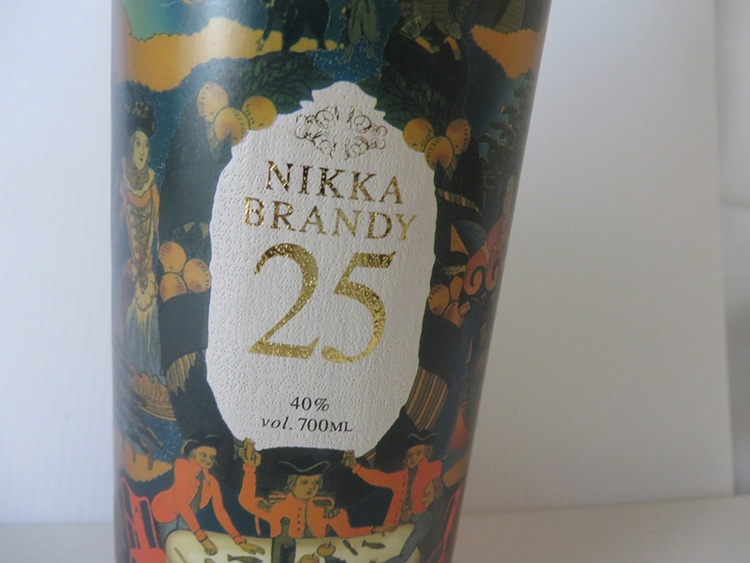 NIKKA
BRANDY
25
40%
vol. 700ML